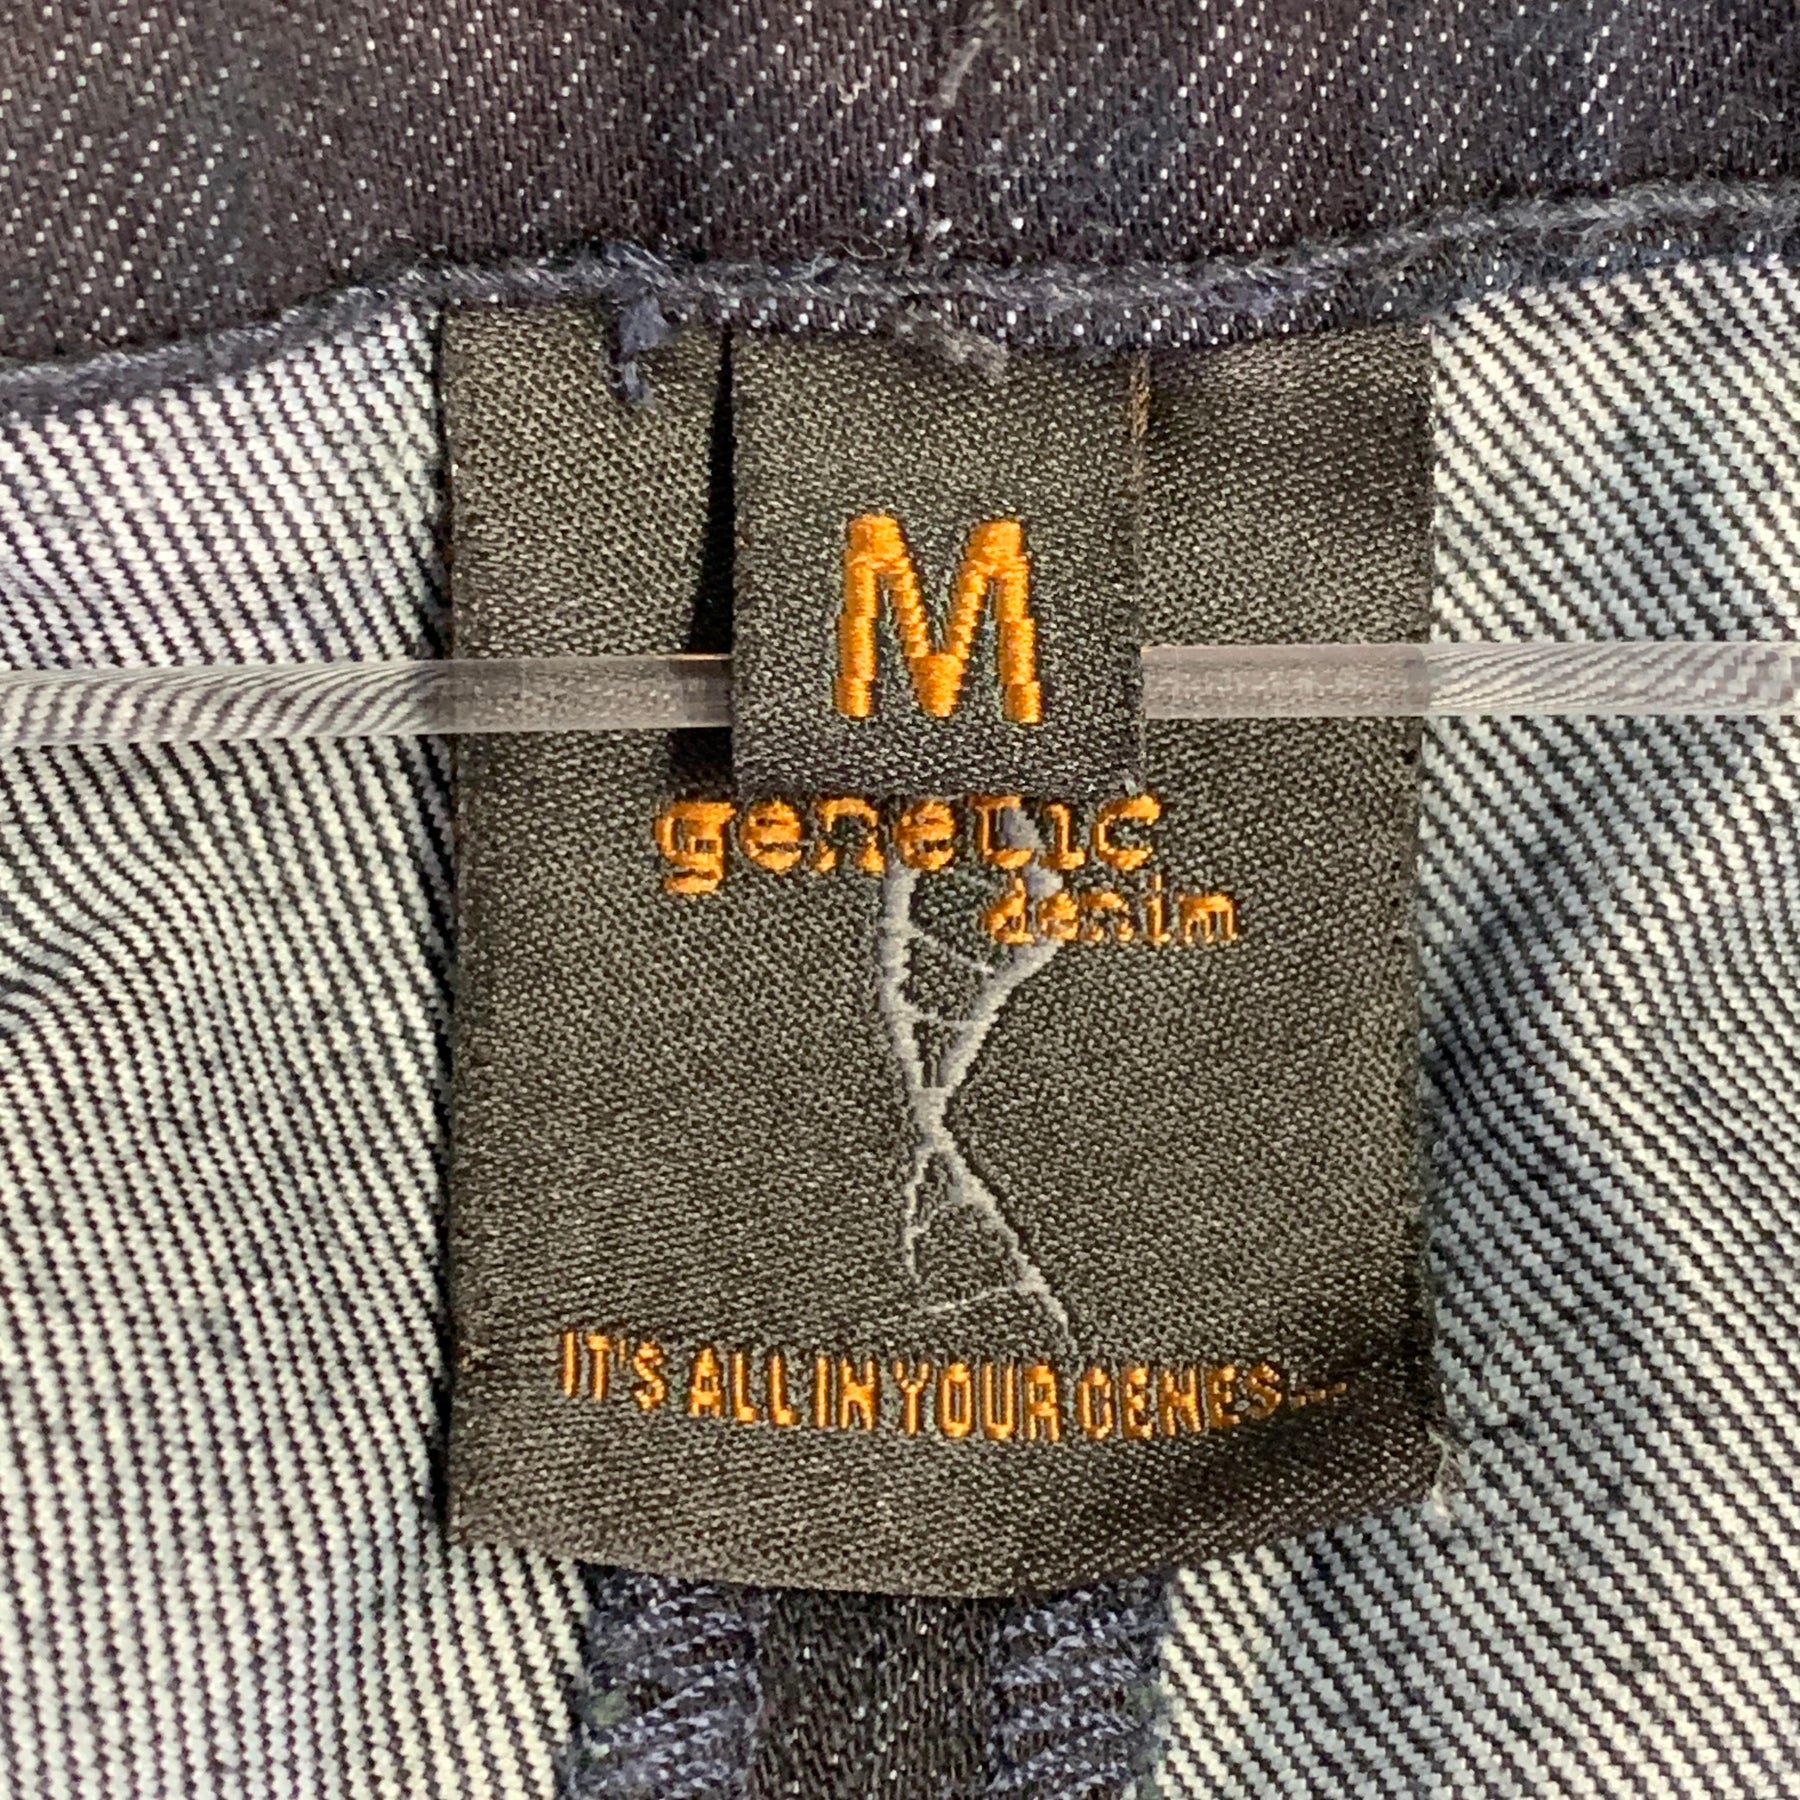 M
genetic
denim
IT'S ALL IN YOUR GENES...